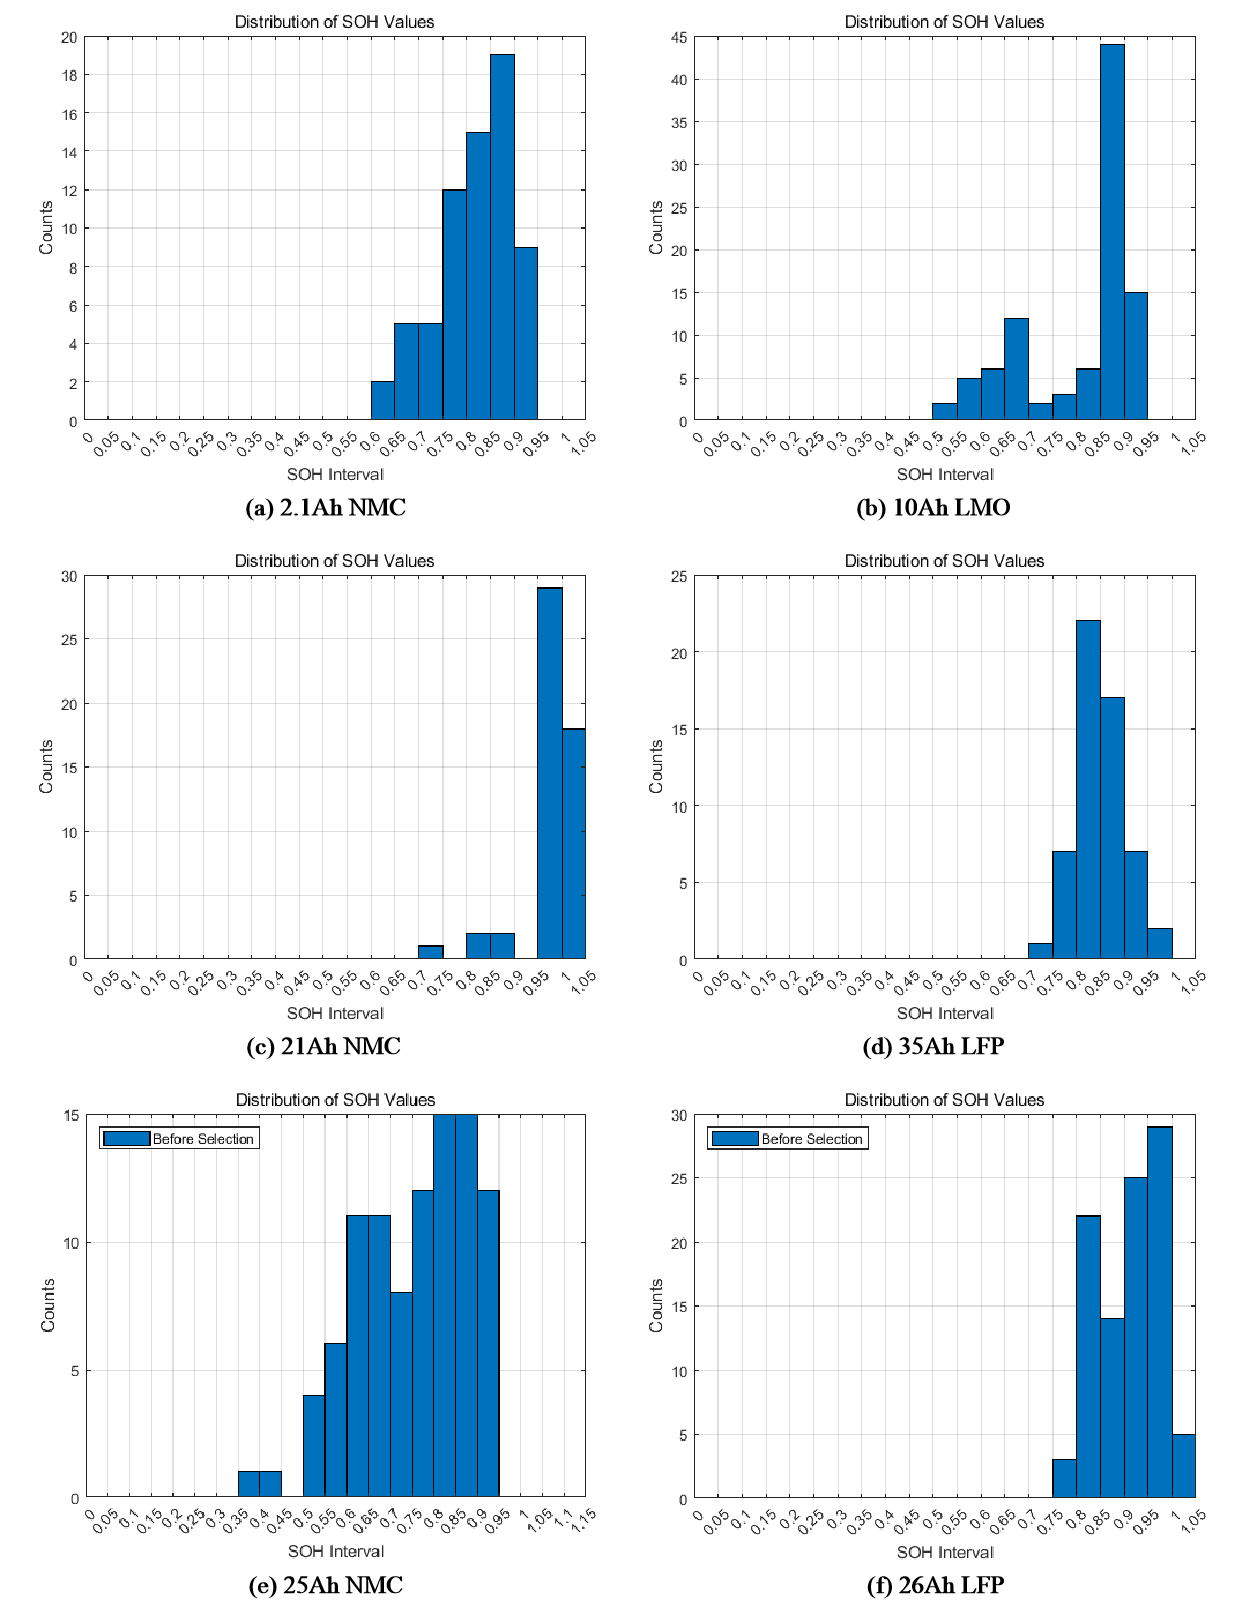 Distribution of SOH Values
Counts
0 2 4 6 8 10 12 14 16 18 20
0 0.05 0.1 0.15 0.2 0.25 0.3 0.35 0.4 0.45 0.5 0.55 0.6 0.65 0.7 0.75 0.8 0.85 0.9 0.95 1 1.05
SOH Interval
(a) 2.1Ah NMC
Distribution of SOH Values
Counts
0 5 10 15 20 25 30 35 40 45
0 0.05 0.1 0.15 0.2 0.25 0.3 0.35 0.4 0.45 0.5 0.55 0.6 0.65 0.7 0.75 0.8 0.85 0.9 0.95 1 1.05
SOH Interval
(b) 10Ah LMO
Distribution of SOH Values
Counts
0 5 10 15 20 25 30
0 0.05 0.1 0.15 0.2 0.25 0.3 0.35 0.4 0.45 0.5 0.55 0.6 0.65 0.7 0.75 0.8 0.85 0.9 0.95 1 1.05
SOH Interval
(c) 21Ah NMC
Distribution of SOH Values
Counts
0 5 10 15 20 25
0 0.05 0.1 0.15 0.2 0.25 0.3 0.35 0.4 0.45 0.5 0.55 0.6 0.65 0.7 0.75 0.8 0.85 0.9 0.95 1 1.05
SOH Interval
(d) 35Ah LFP
Distribution of SOH Values
Before Selection
Counts
0 5 10 15
0 0.05 0.1 0.15 0.2 0.25 0.3 0.35 0.4 0.45 0.5 0.55 0.6 0.65 0.7 0.75 0.8 0.85 0.9 0.95 1 1.05 1.1 1.15
SOH Interval
(e) 25Ah NMC
Distribution of SOH Values
Before Selection
Counts
0 5 10 15 20 25 30
0 0.05 0.1 0.15 0.2 0.25 0.3 0.35 0.4 0.45 0.5 0.55 0.6 0.65 0.7 0.75 0.8 0.85 0.9 0.95 1 1.05
SOH Interval
(f) 26Ah LFP